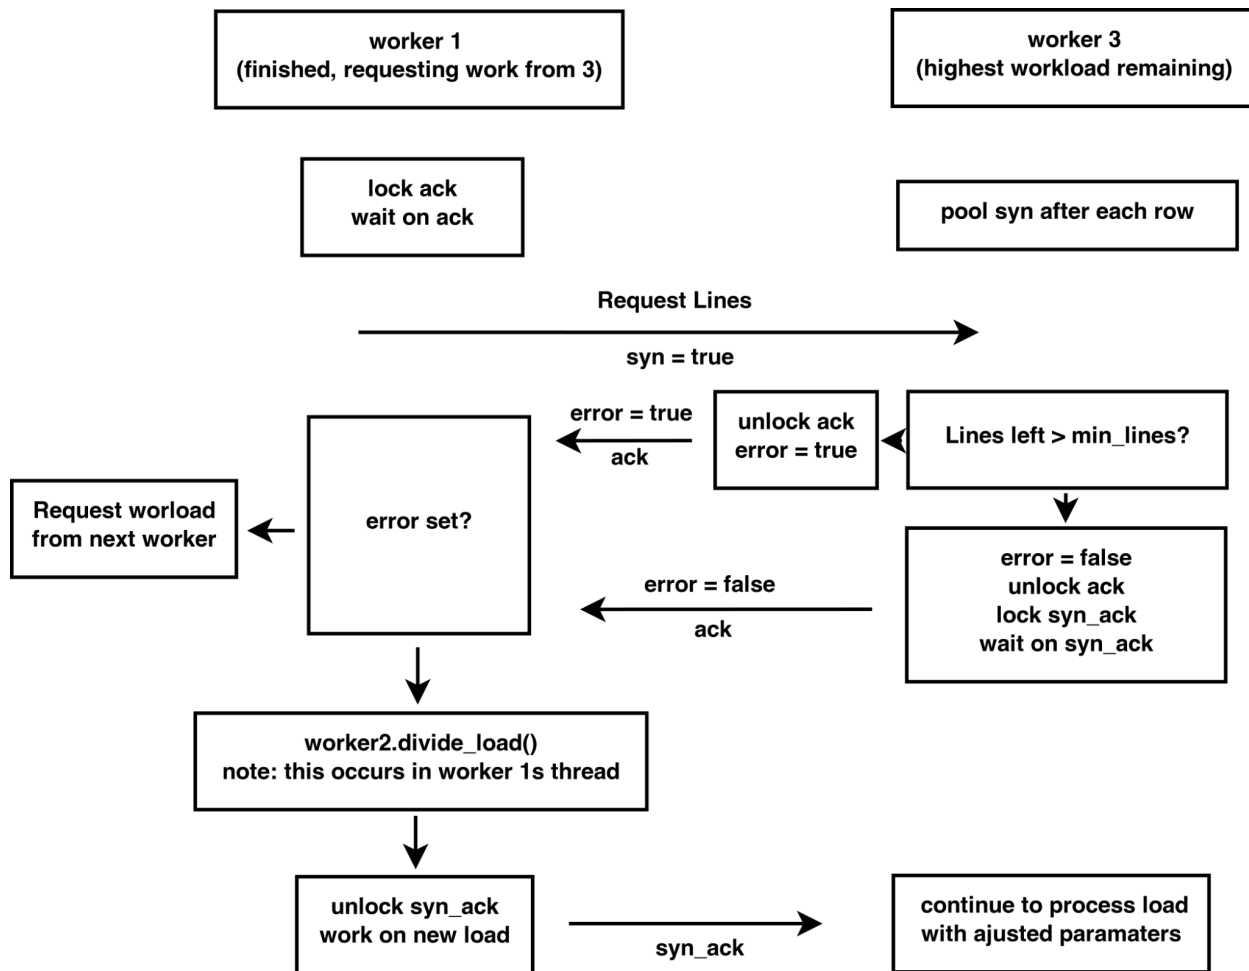 worker 1
(finished, requesting work from 3)
worker 3
(highest workload remaining)
lock ack
wait on ack
pool syn after each row
Request Lines
syn = true
error = true
ack
unlock ack
error = true
Lines left > min_lines?
Request worload
from next worker
error set?
error = false
ack
error = false
unlock ack
lock syn_ack
wait on syn_ack
worker2.divide_load()
note: this occurs in worker 1s thread
unlock syn_ack
work on new load
syn_ack
continue to process load
with ajusted paramaters